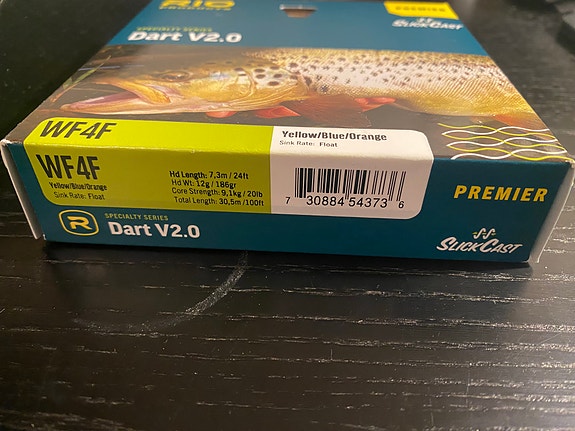 RIO
PREMIER
SPECIALTY SERIES
Dart V2.0
SLICKCAST
WF4F
Yellow/Blue/Orange
Sink Rate: Float
WF4F
Yellow/Blue/Orange
Sink Rate: Float
Hd Length: 7,3m / 24ft
Hd Wt: 12g / 186gr
Core Strength: 9,1kg / 20lb
Total Length: 30,5m /100ft
7 30884 54373 6
PREMIER
R
SPECIALTY SERIES
Dart V2.0
SLICKCAST